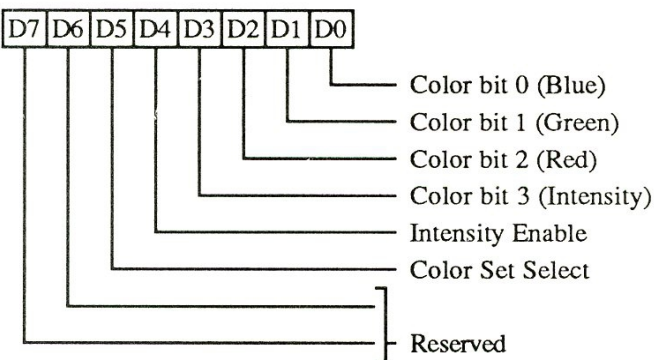 D7 D6 D5 D4 D3 D2 D1 D0
Color bit 0 (Blue)
Color bit 1 (Green)
Color bit 2 (Red)
Color bit 3 (Intensity)
Intensity Enable
Color Set Select
Reserved